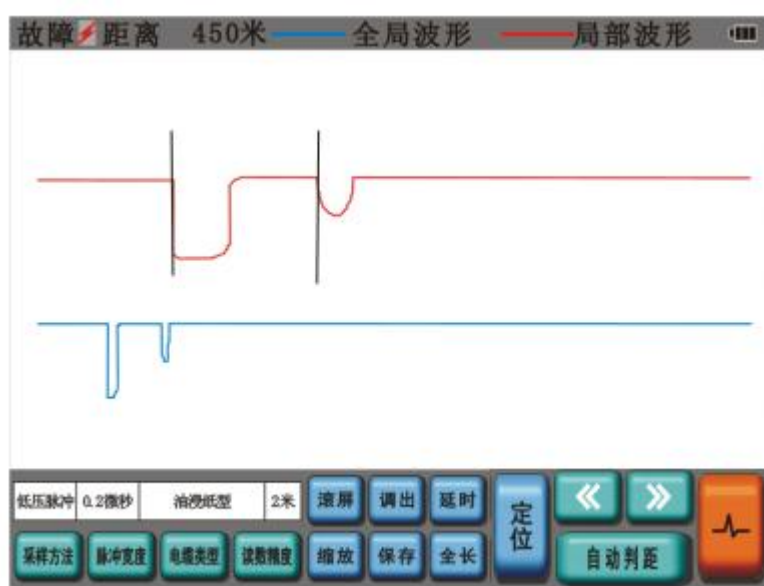 故障距离 450米 全局波形 局部波形
低压脉冲 0.2微秒 油浸纸型 2米 滚屏 调出 延时 定位
采样方法 脉冲宽度 电缆类型 读数精度 缩放 保存 全长 自动判距